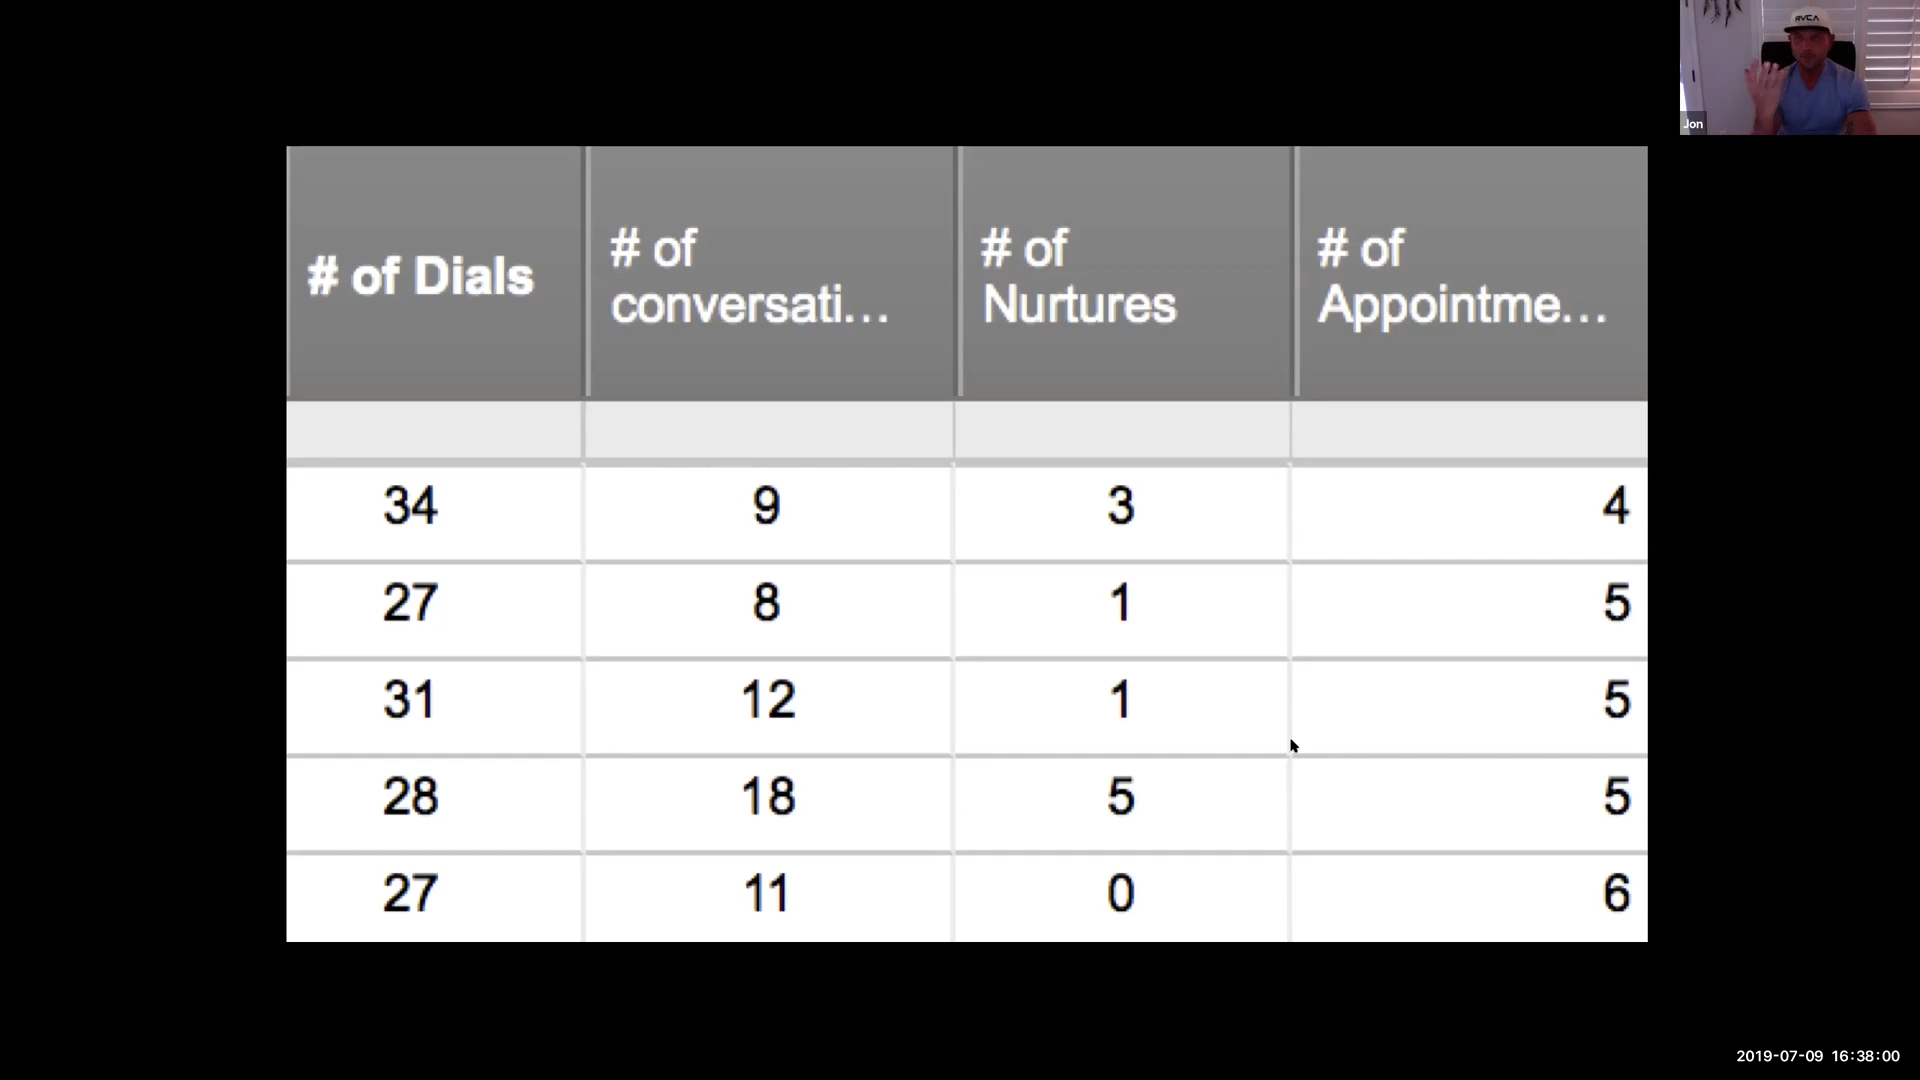 RVCA
Jon
# of Dials
# of
conversati...
# of
Nurtures
# of
Appointme...
34 9 3 4
27 8 1 5
31 12 1 5
28 18 5 5
27 11 0 6
2019-07-09 16:38:00